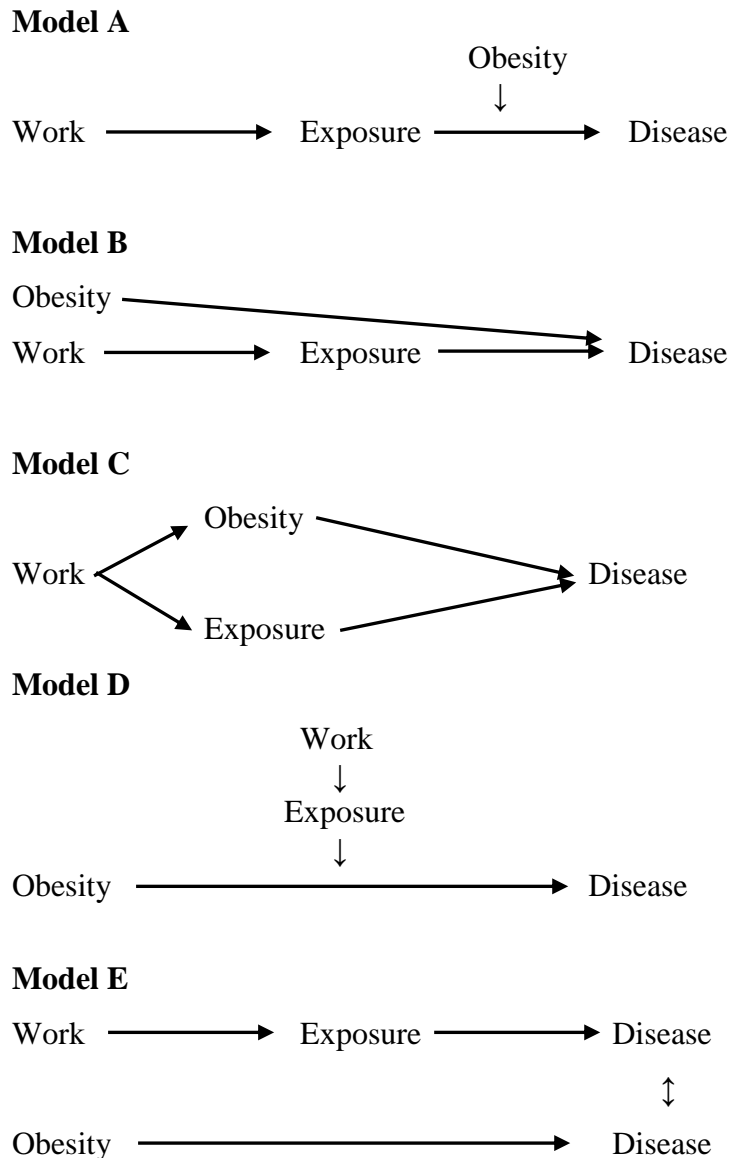 Model A
Obesity
↓
Work Exposure Disease
Model B
Obesity
Work Exposure Disease
Model C
Obesity
Work Disease
Exposure
Model D
Work
↓
Exposure
↓
Obesity Disease
Model E
Work Exposure Disease
↕
Obesity Disease